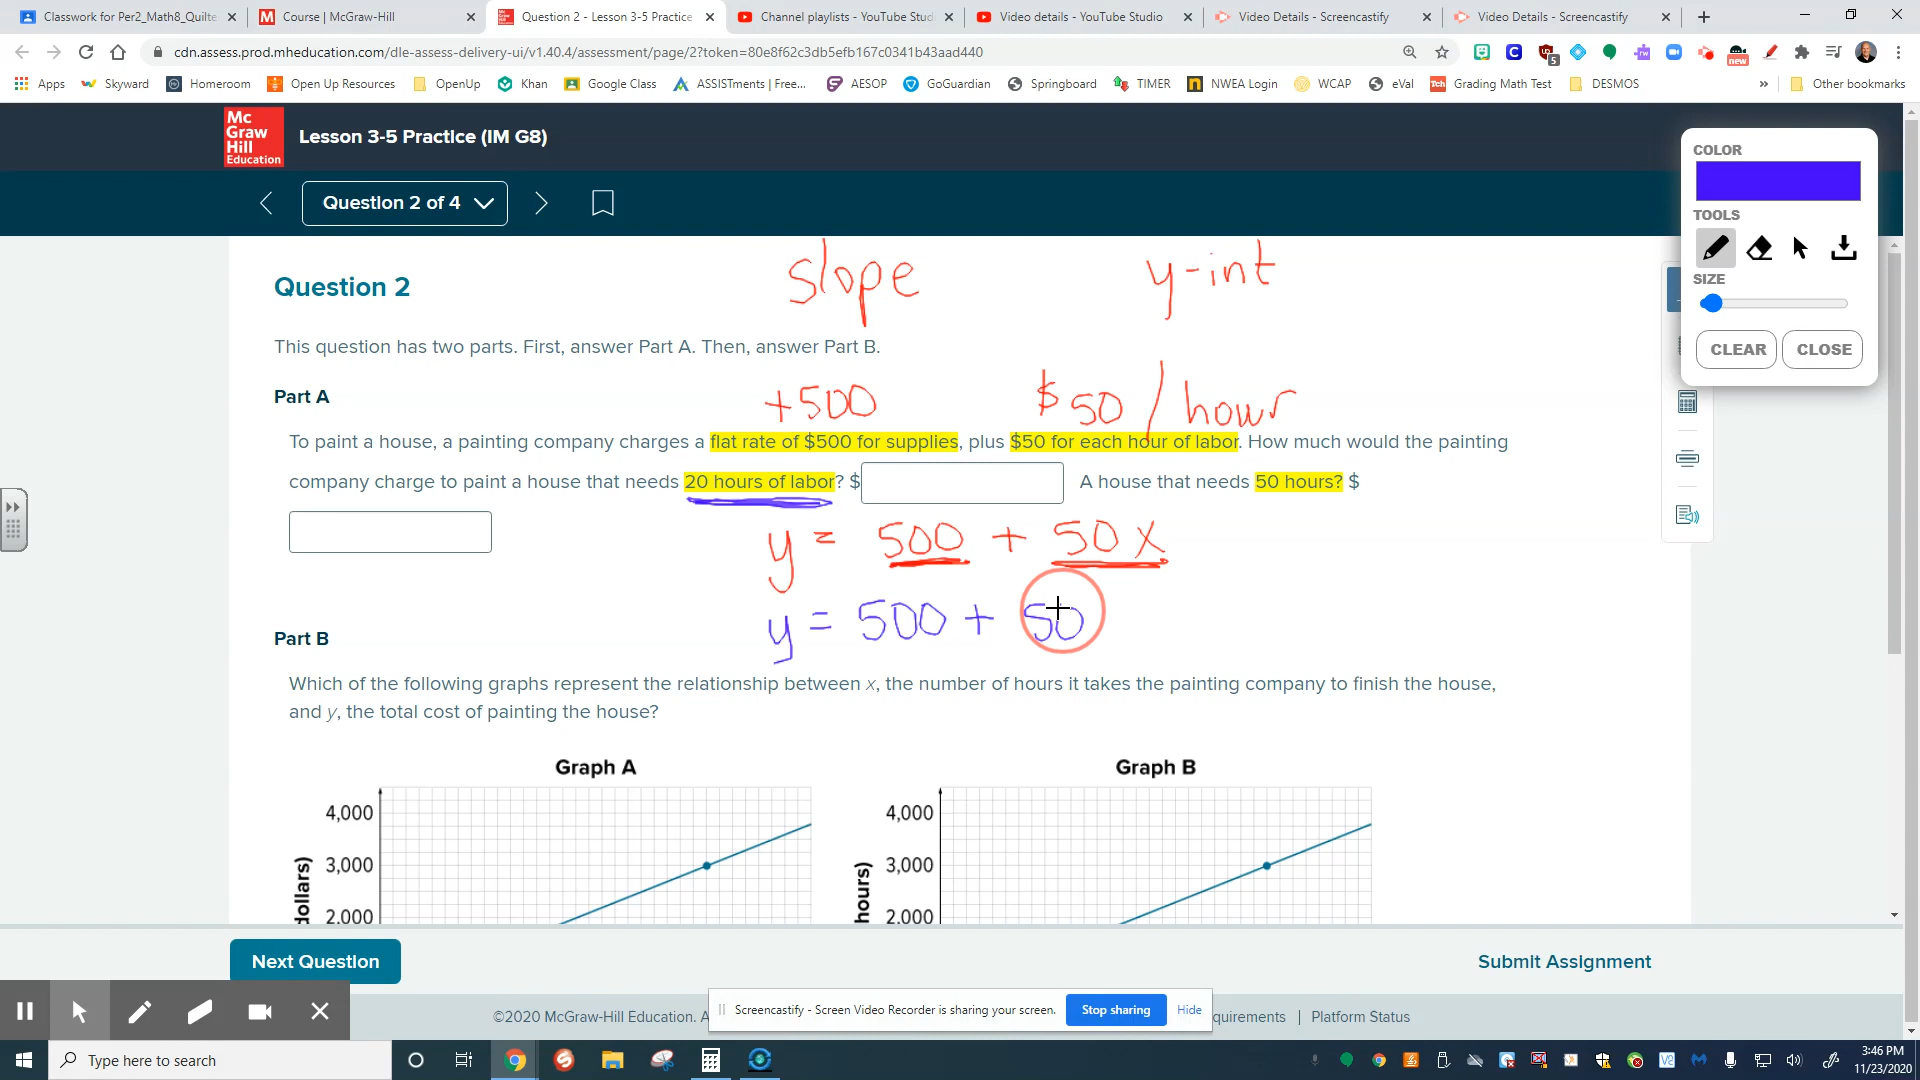 Classwork for Per2_Math8_Quilte
Course | McGraw-Hill
Question 2 - Lesson 3-5 Practice
Channel playlists - YouTube Stud
Video details - YouTube Studio
Video Details - Screencastify
Video Details - Screencastify
cdn.assess.prod.mheducation.com/dle-assess-delivery-ui/v1.40.4/assessment/page/2?token=80e8f62c3db5efb167c0341b43aad440
Apps Skyward Homeroom Open Up Resources OpenUp Khan Google Class ASSISTments | Free... AESOP GoGuardian Springboard TIMER NWEA Login WCAP eVal Grading Math Test DESMOS » Other bookmarks
Mc Graw Hill Education
Lesson 3-5 Practice (IM G8)
Question 2 of 4
COLOR
TOOLS
SIZE
CLEAR CLOSE
slope y-int
Question 2
This question has two parts. First, answer Part A. Then, answer Part B.
Part A
+500 $50 / hour
To paint a house, a painting company charges a flat rate of $500 for supplies, plus $50 for each hour of labor. How much would the painting
company charge to paint a house that needs 20 hours of labor? $ A house that needs 50 hours? $
y = 500 + 50x
y = 500 + 50
Part B
Which of the following graphs represent the relationship between x, the number of hours it takes the painting company to finish the house,
and y, the total cost of painting the house?
Graph A Graph B
4,000 4,000
3,000 3,000
2,000 2,000
dollars) hours)
Next Question
Submit Assignment
©2020 McGraw-Hill Education. A
Screencastify - Screen Video Recorder is sharing your screen. Stop sharing Hide
quirements | Platform Status
Type here to search
3:46 PM
11/23/2020